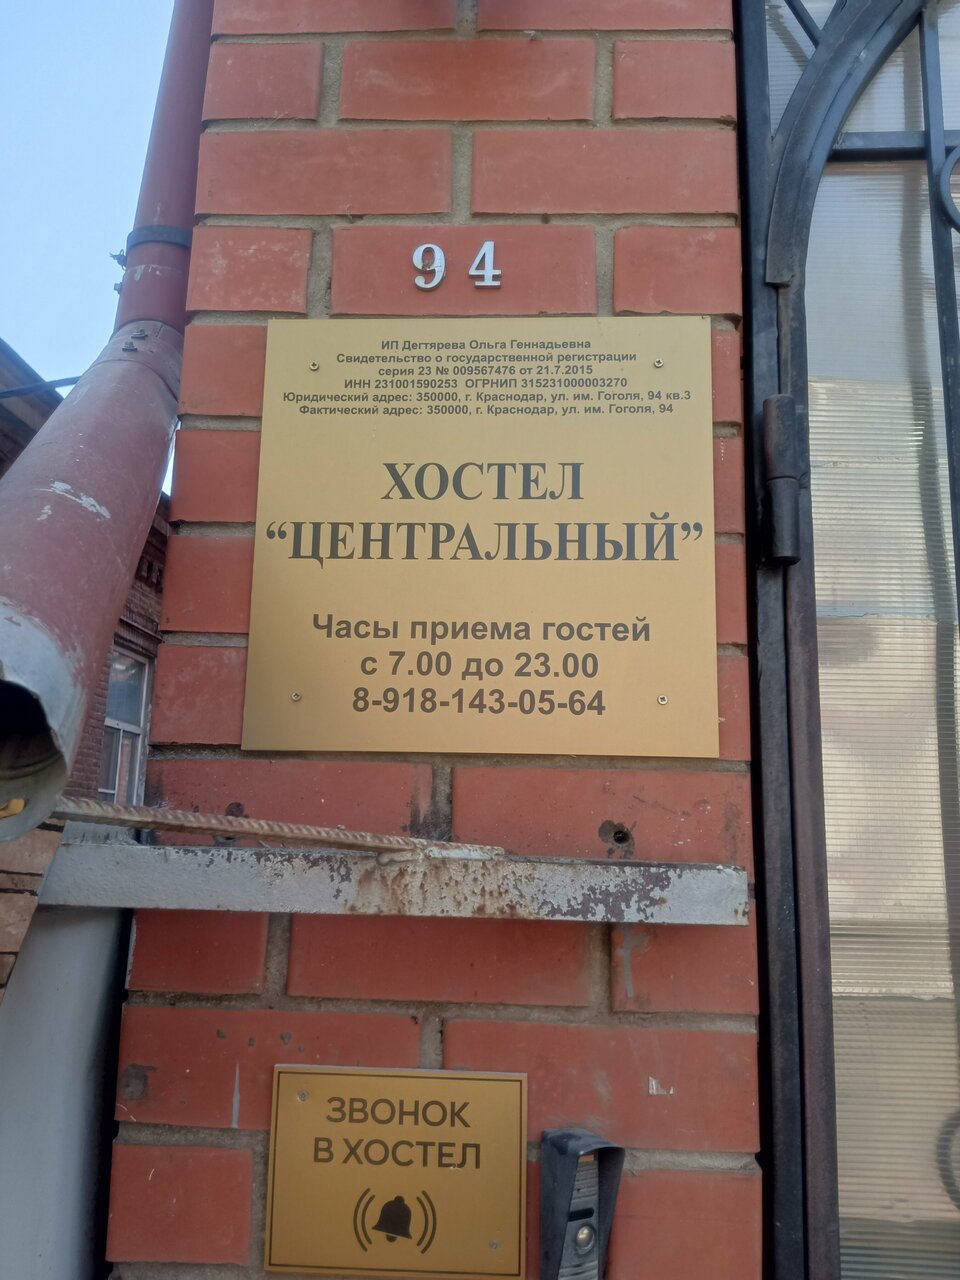 94
ИП Дегтярева Ольга Геннадьевна
Свидетельство о государственной регистрации
серия 23 № 009567476 от 21.7.2015
ИНН 231001590253 ОГРНИП 315231000003270
Юридический адрес: 350000, г. Краснодар, ул. им. Гоголя, 94 кв.3
Фактический адрес: 350000, г. Краснодар, ул. им. Гоголя, 94
ХОСТЕЛ
“ЦЕНТРАЛЬНЫЙ”
Часы приема гостей
с 7.00 до 23.00
8-918-143-05-64
ЗВОНОК
В ХОСТЕЛ